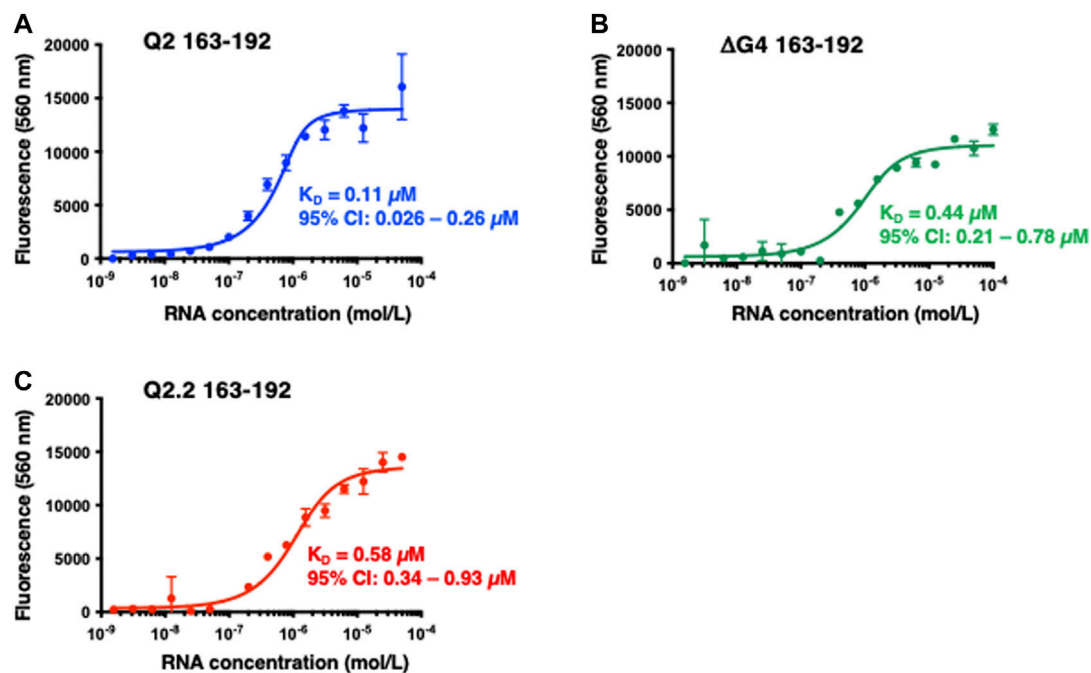 A
Q2 163-192
Fluorescence (560 nm)
20000
15000
10000
5000
0
K_D = 0.11 µM
95% CI: 0.026 – 0.26 µM
10⁻⁹ 10⁻⁸ 10⁻⁷ 10⁻⁶ 10⁻⁵ 10⁻⁴
RNA concentration (mol/L)
B
ΔG4 163-192
Fluorescence (560 nm)
20000
15000
10000
5000
0
K_D = 0.44 µM
95% CI: 0.21 – 0.78 µM
10⁻⁹ 10⁻⁸ 10⁻⁷ 10⁻⁶ 10⁻⁵ 10⁻⁴
RNA concentration (mol/L)
C
Q2.2 163-192
Fluorescence (560 nm)
20000
15000
10000
5000
0
K_D = 0.58 µM
95% CI: 0.34 – 0.93 µM
10⁻⁹ 10⁻⁸ 10⁻⁷ 10⁻⁶ 10⁻⁵ 10⁻⁴
RNA concentration (mol/L)